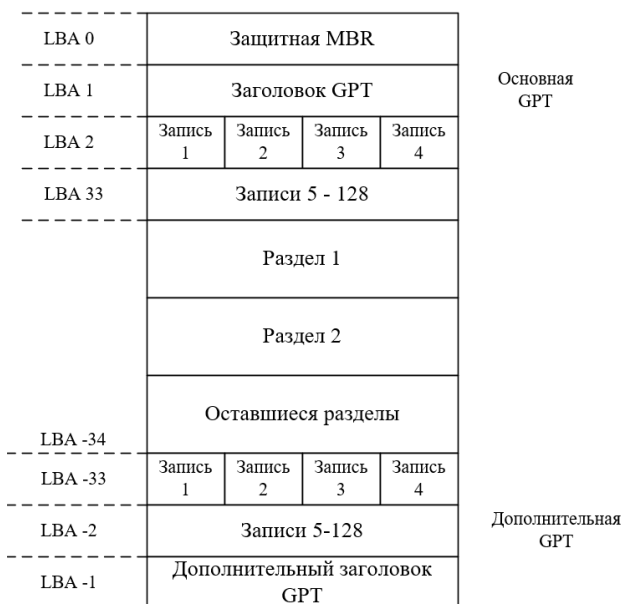 LBA 0
Защитная MBR
LBA 1
Заголовок GPT
Основная
GPT
LBA 2
Запись
1
Запись
2
Запись
3
Запись
4
LBA 33
Записи 5 - 128
Раздел 1
Раздел 2
Оставшиеся разделы
LBA -34
LBA -33
Запись
1
Запись
2
Запись
3
Запись
4
LBA -2
Записи 5-128
Дополнительная
GPT
LBA -1
Дополнительный заголовок
GPT